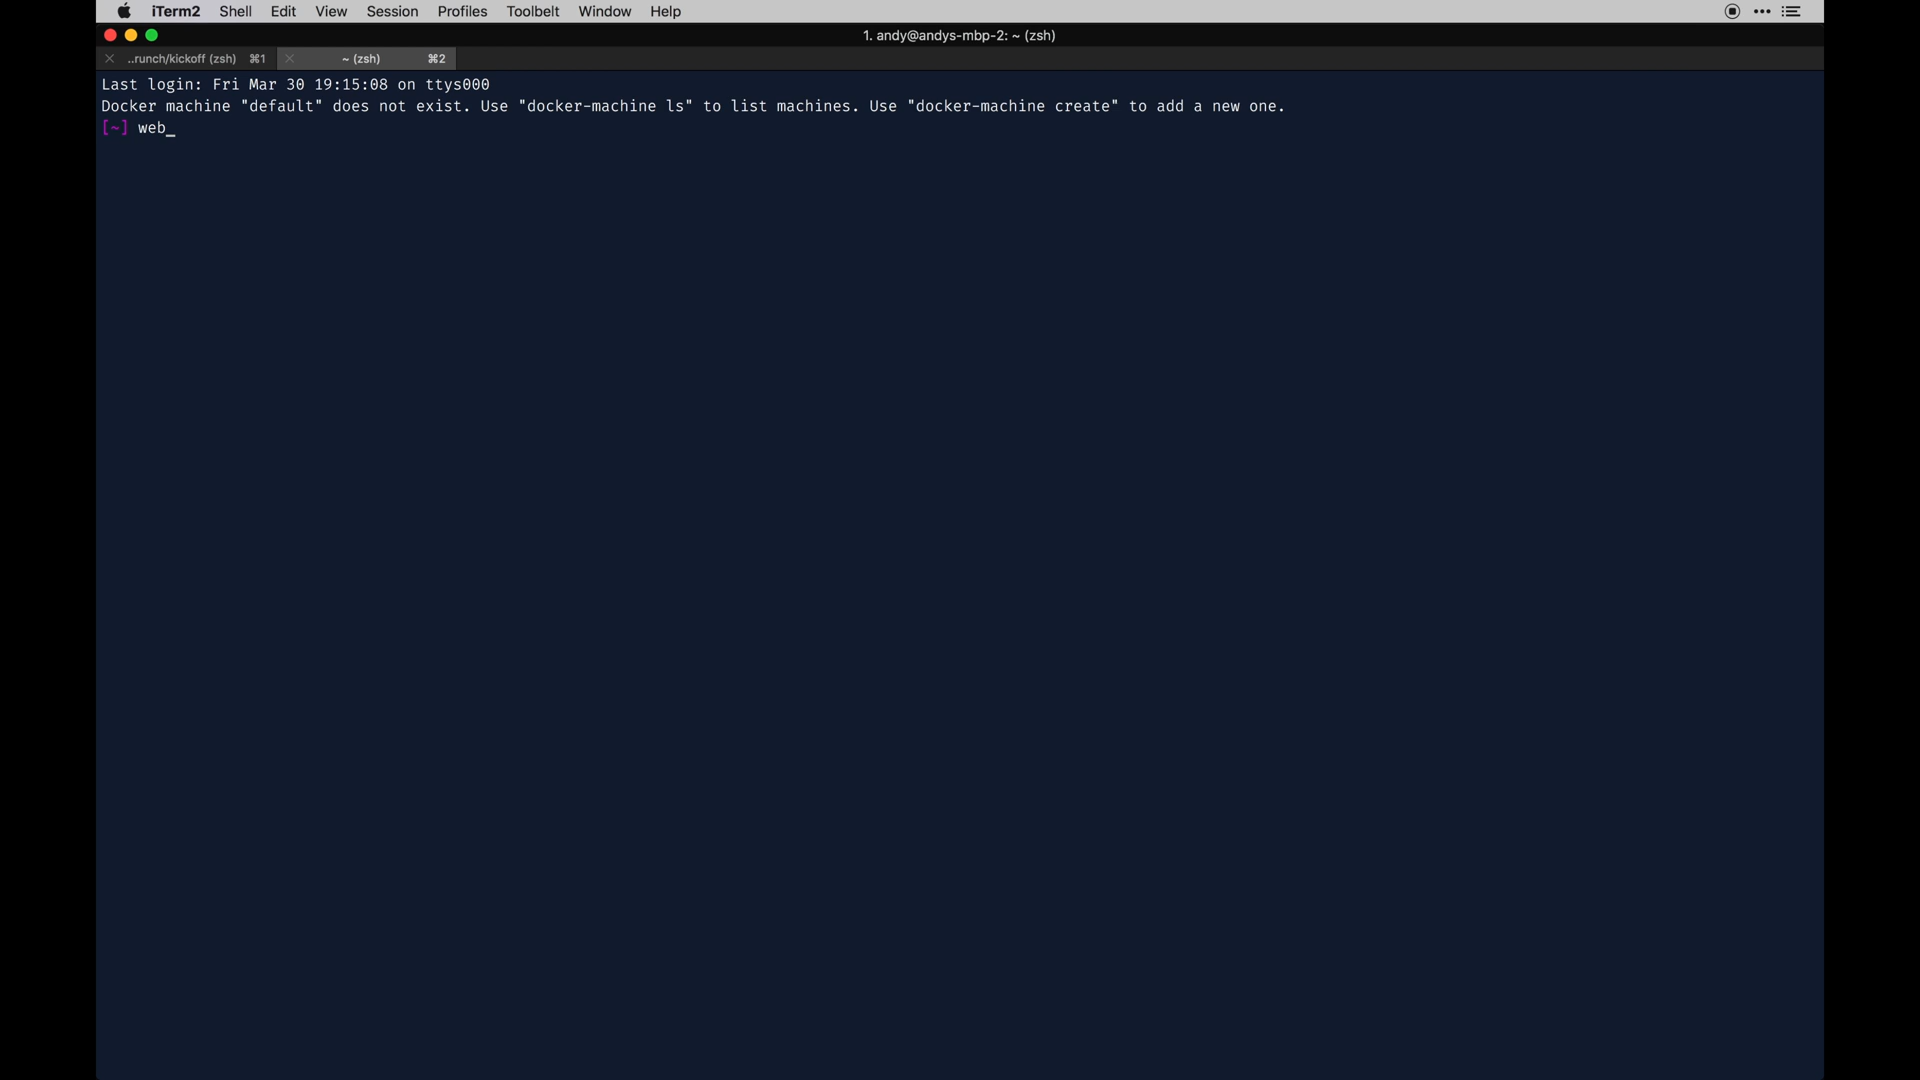 iTerm2 Shell Edit View Session Profiles Toolbelt Window Help
1. andy@andys-mbp-2: ~ (zsh)
..runch/kickoff (zsh) ⌘1 ~ (zsh) ⌘2
Last login: Fri Mar 30 19:15:08 on ttys000
Docker machine "default" does not exist. Use "docker-machine ls" to list machines. Use "docker-machine create" to add a new one.
[~] web_